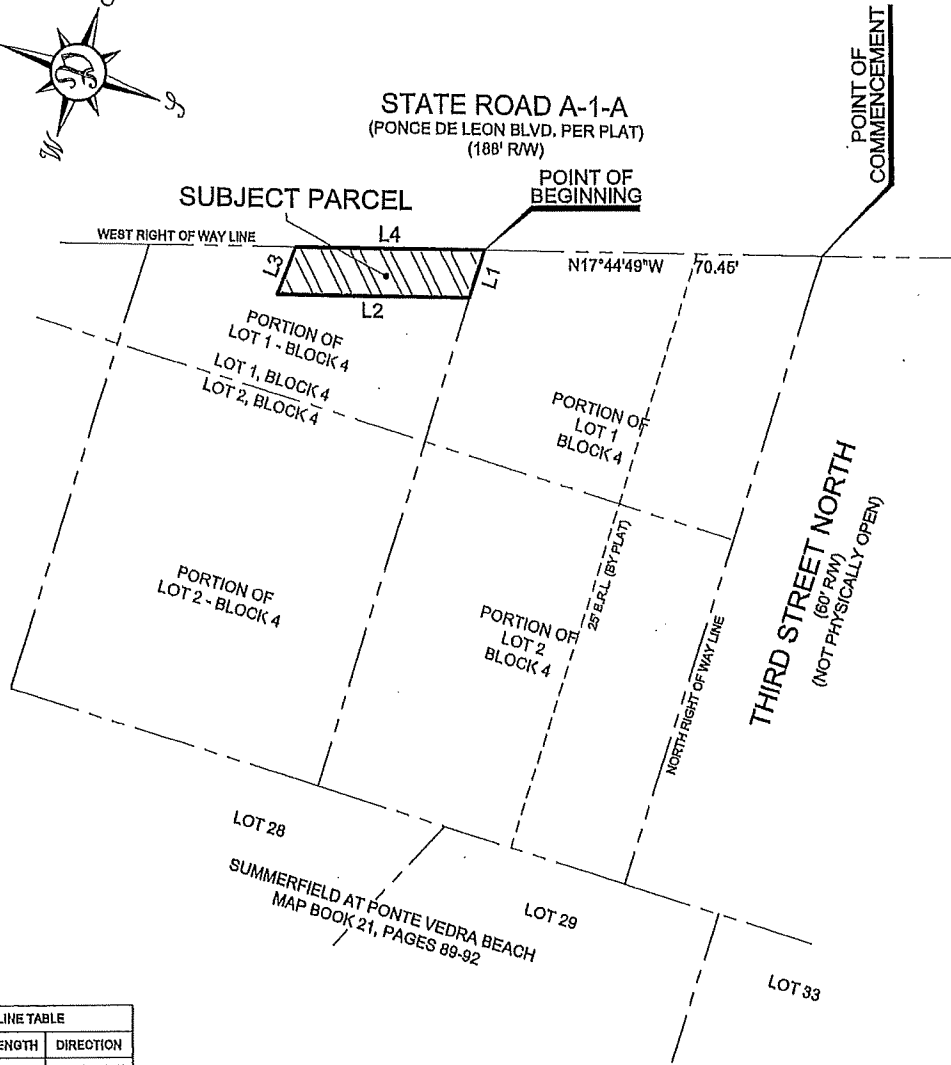 STATE ROAD A-1-A
(PONCE DE LEON BLVD. PER PLAT)
(188' R/W)
POINT OF
COMMENCEMENT
POINT OF
BEGINNING
SUBJECT PARCEL
WEST RIGHT OF WAY LINE
L4
L3
L1
L2
N17°44'49"W
70.45'
PORTION OF
LOT 1 - BLOCK 4
LOT 1, BLOCK 4
LOT 2, BLOCK 4
PORTION OF
LOT 1
BLOCK 4
THIRD STREET NORTH
(60' R/W)
(NOT PHYSICALLY OPEN)
25' B.R.L. (BY PLAT)
PORTION OF
LOT 2 - BLOCK 4
PORTION OF
LOT 2
BLOCK 4
NORTH RIGHT OF WAY LINE
LOT 28
SUMMERFIELD AT PONTE VEDRA BEACH
MAP BOOK 21, PAGES 89-92
LOT 29
LOT 33
LINE TABLE
DIRECTION
W